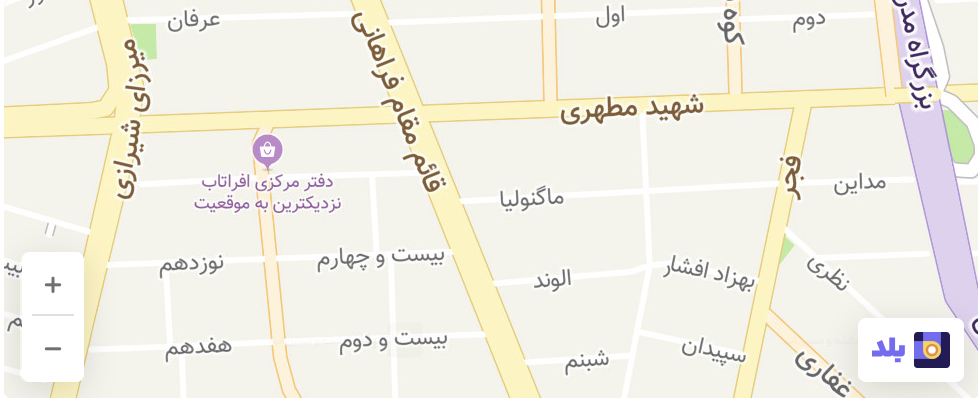 عرفان
اول
دوم
کوه
بزرگراه مدر
میرزای شیرازی
قائم مقام فراهانی
شهید مطهری
فجر
دفتر مرکزی افراتاب
نزدیکترین به موقعیت
ماگنولیا
مداین
نوزدهم
بیست و چهارم
الوند
بهزاد افشار
نظری
هفدهم
بیست و دوم
شبنم
سپیدان
غفاری
+
−
بلد